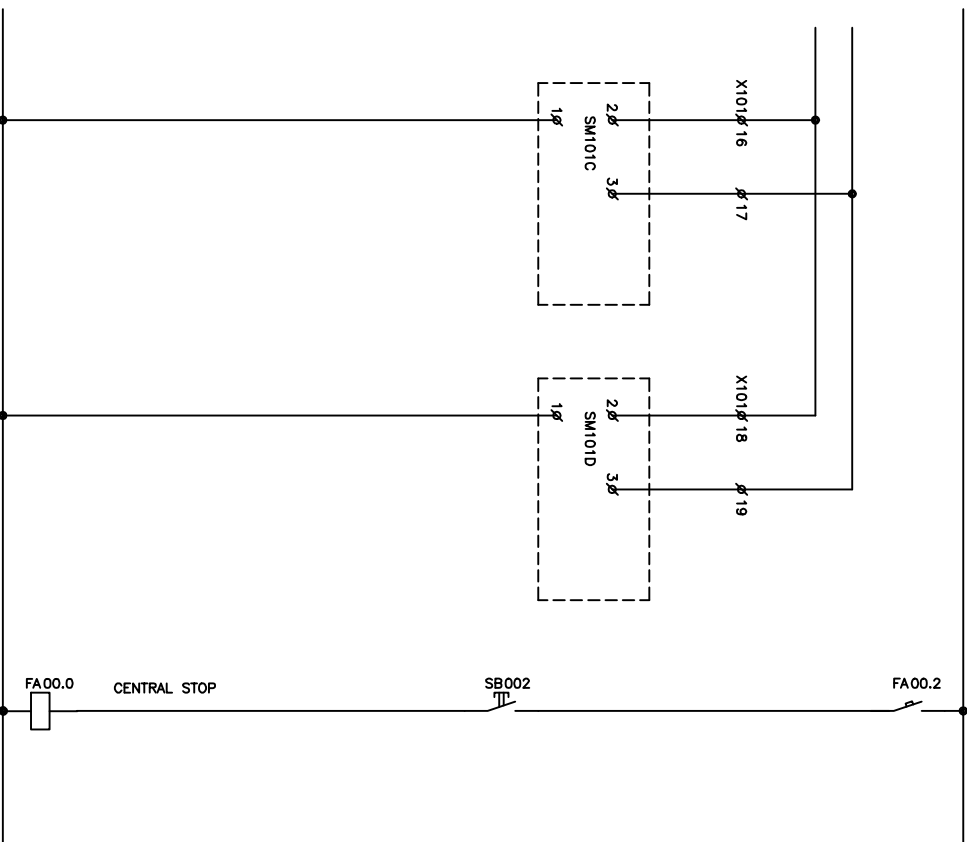 X101 16
1 2
SM101C
3 17
X101 18
1 2
SM101D
3 19
FA00.0 CENTRAL STOP SB002 FA00.2